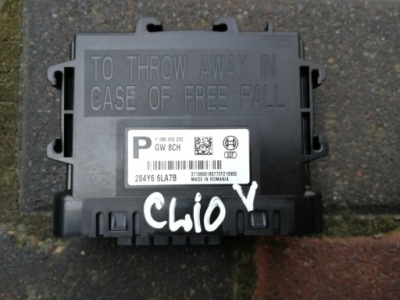 TO THROW AWAY IN
CASE OF FREE FALL
P
GW 8CH
284Y6 6LA7B
MADE IN ROMANIA
CLIO V